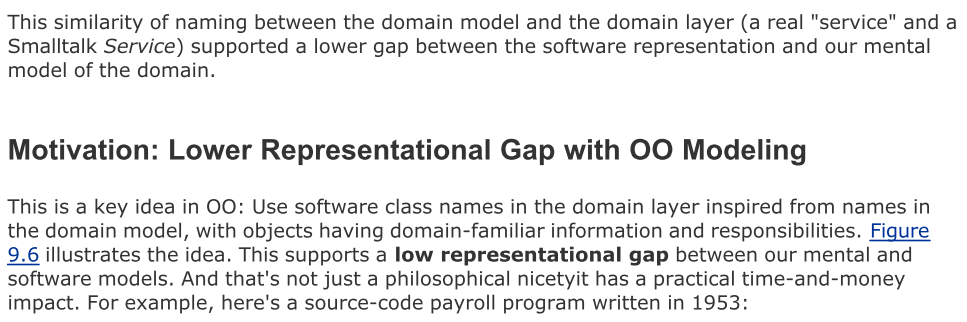 This similarity of naming between the domain model and the domain layer (a real "service" and a
Smalltalk Service) supported a lower gap between the software representation and our mental
model of the domain.
Motivation: Lower Representational Gap with OO Modeling
This is a key idea in OO: Use software class names in the domain layer inspired from names in
the domain model, with objects having domain-familiar information and responsibilities. Figure
9.6 illustrates the idea. This supports a low representational gap between our mental and
software models. And that's not just a philosophical nicetyit has a practical time-and-money
impact. For example, here's a source-code payroll program written in 1953: